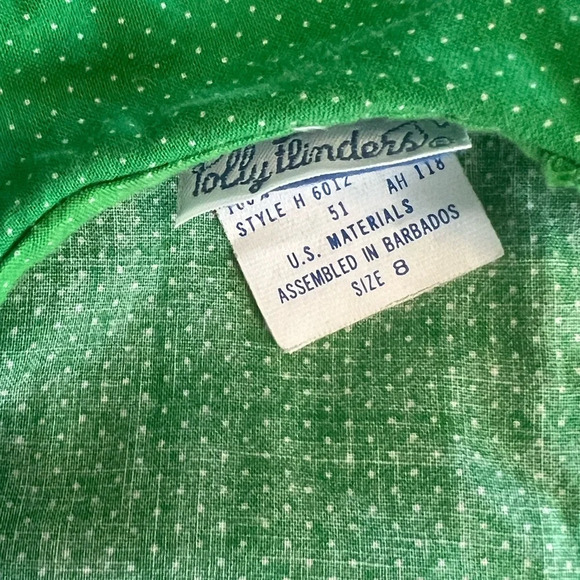 Polly Flinders ®
STYLE H 6012 AH 118
51
U.S. MATERIALS
ASSEMBLED IN BARBADOS
SIZE 8